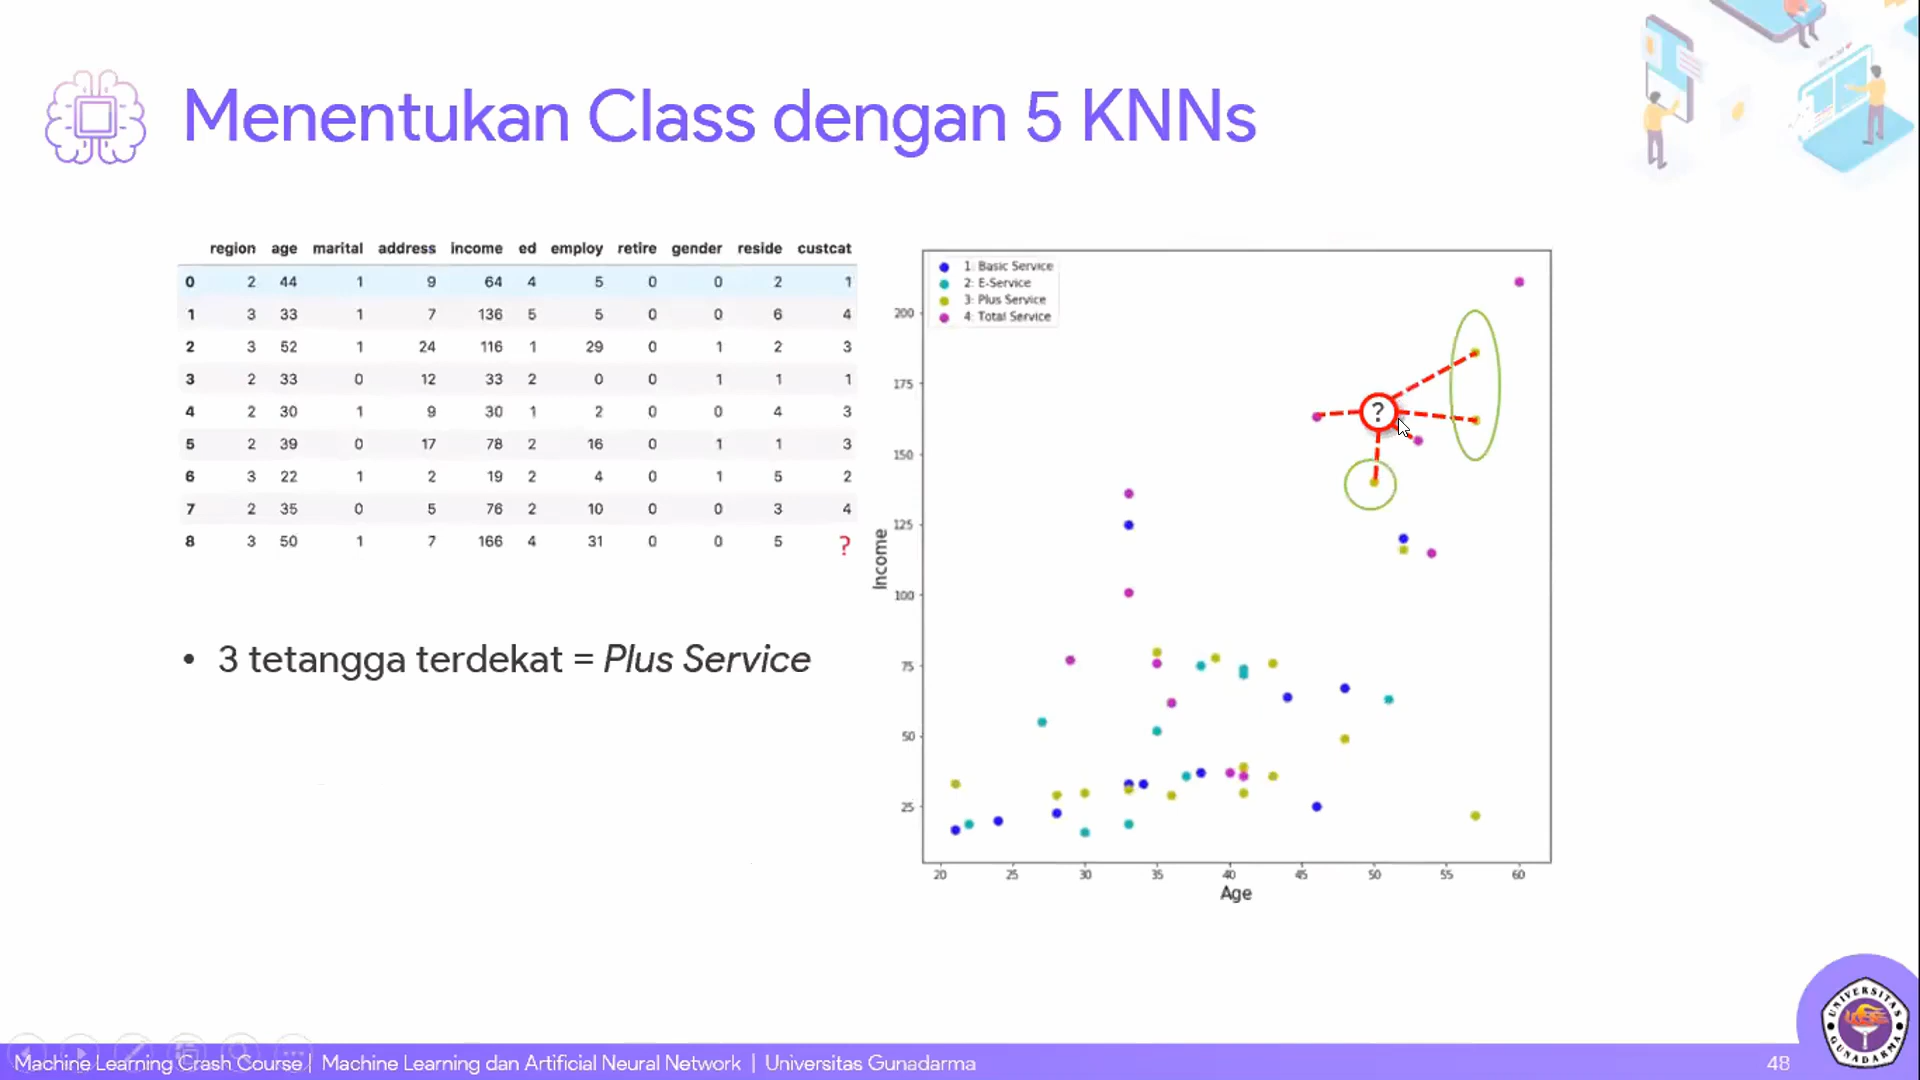 Menentukan Class dengan 5 KNNs
region age marital address income ed employ retire gender reside custcat
0 2 44 1 9 64 4 5 0 0 2 1
1 3 33 1 7 136 5 5 0 0 6 4
2 3 52 1 24 116 1 29 0 1 2 3
3 2 33 0 12 33 2 0 0 1 1 1
4 2 30 1 9 30 1 2 0 0 4 3
5 2 39 0 17 78 2 16 0 1 1 3
6 3 22 1 2 19 2 4 0 1 5 2
7 2 35 0 5 76 2 10 0 0 3 4
8 3 50 1 7 166 4 31 0 0 5 ?
• 3 tetangga terdekat = Plus Service
1: Basic Service
2: E-Service
3: Plus Service
4: Total Service
?
200
175
150
125
100
75
50
25
Income
20 25 30 35 40 45 50 55 60
Age
Machine Learning Crash Course | Machine Learning dan Artificial Neural Network | Universitas Gunadarma
48
UNIVERSITAS
GUNADARMA